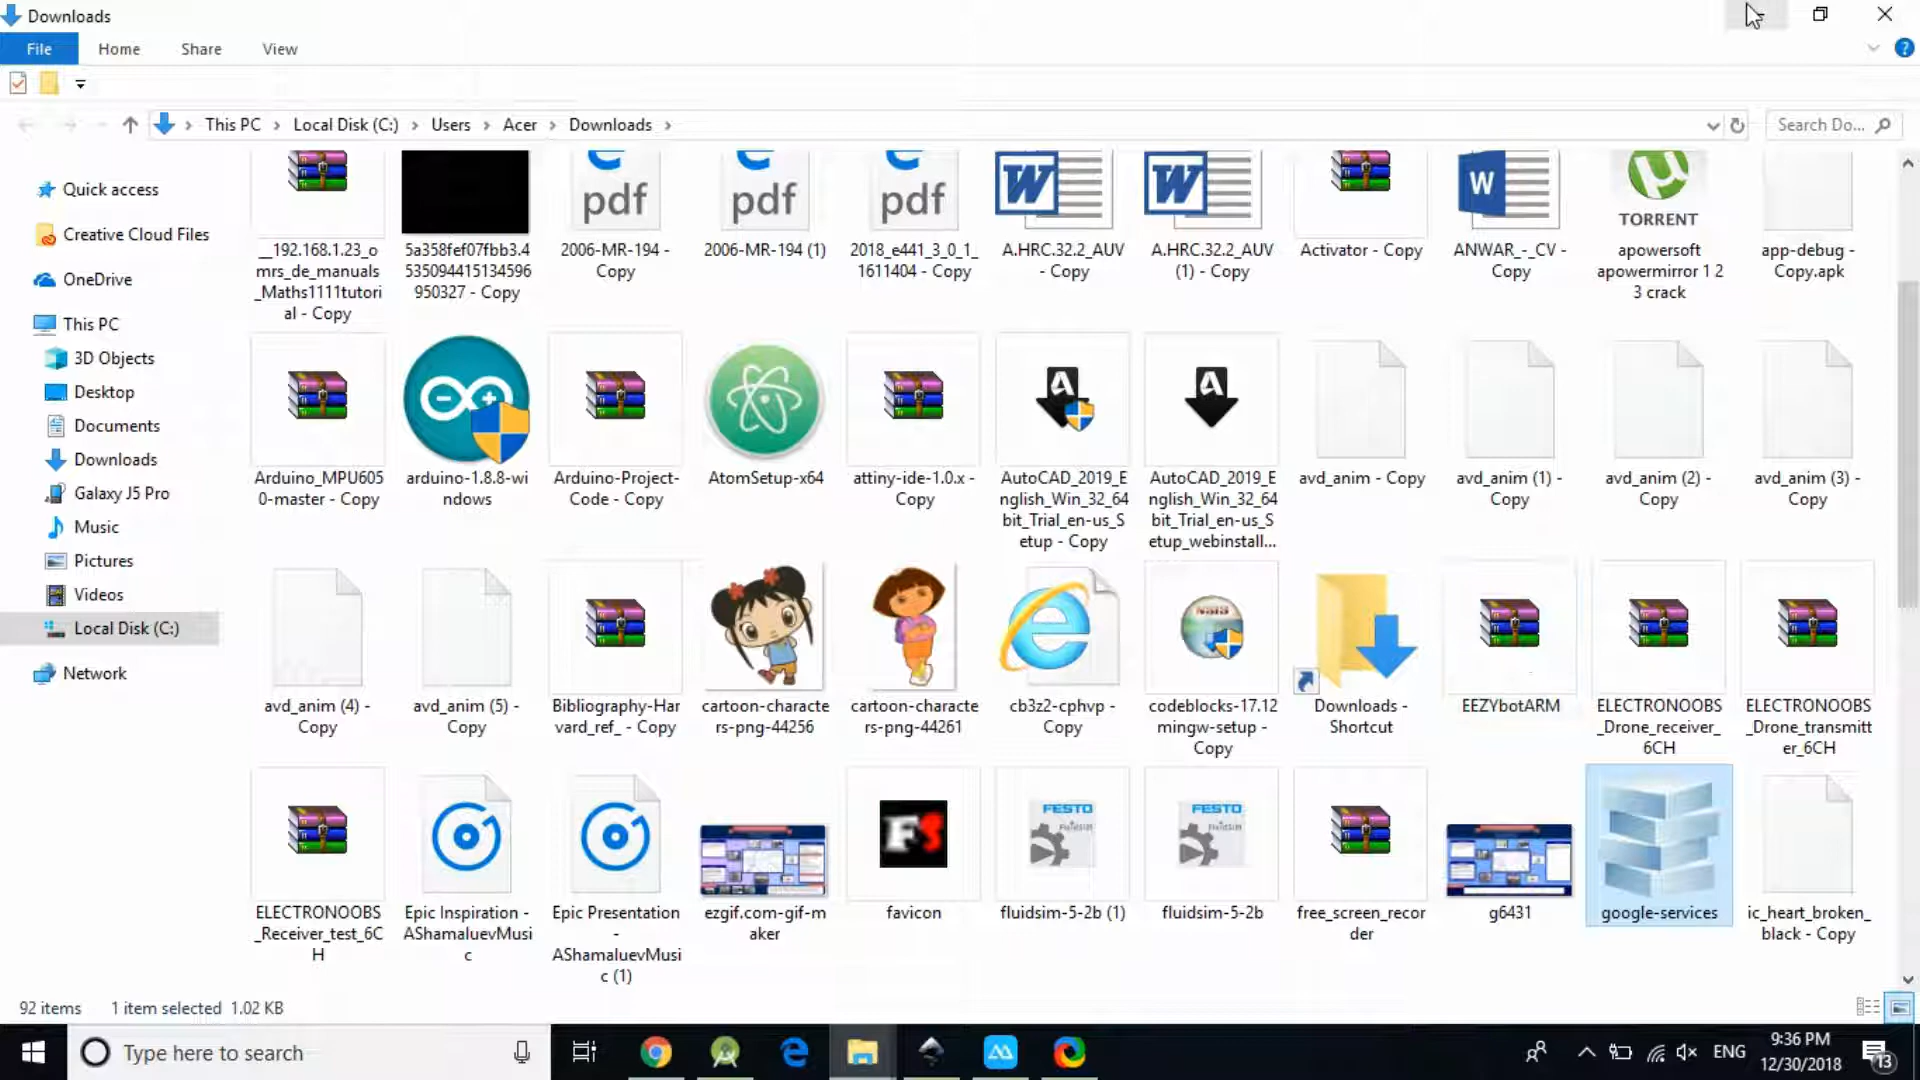 Downloads
File Home Share View
This PC Local Disk (C:) Users Acer Downloads
Search Do...
Quick access
Creative Cloud Files
OneDrive
This PC
3D Objects
Desktop
Documents
Downloads
Galaxy J5 Pro
Music
Pictures
Videos
Local Disk (C:)
Network
pdf
pdf
pdf
W
W
W
TORRENT
__192.168.1.23_o
mrs_de_manuals
_Maths1111tutori
al - Copy
5a358fef07fbb3.4
535094415134596
950327 - Copy
2006-MR-194 -
Copy
2006-MR-194 (1)
2018_e441_3_0_1_
1611404 - Copy
A.HRC.32.2_AUV
- Copy
A.HRC.32.2_AUV
(1) - Copy
Activator - Copy
ANWAR_-_CV -
Copy
apowersoft
apowermirror 1 2
3 crack
app-debug -
Copy.apk
Arduino_MPU605
0-master - Copy
arduino-1.8.8-wi
ndows
Arduino-Project-
Code - Copy
AtomSetup-x64
attiny-ide-1.0.x -
Copy
AutoCAD_2019_E
nglish_Win_32_64
bit_Trial_en-us_S
etup - Copy
AutoCAD_2019_E
nglish_Win_32_64
bit_Trial_en-us_S
etup_webinstall...
avd_anim - Copy
avd_anim (1) -
Copy
avd_anim (2) -
Copy
avd_anim (3) -
Copy
avd_anim (4) -
Copy
avd_anim (5) -
Copy
Bibliography-Har
vard_ref_ - Copy
cartoon-characte
rs-png-44256
cartoon-characte
rs-png-44261
cb3z2-cphvp -
Copy
NSIS
codeblocks-17.12
mingw-setup -
Copy
Downloads -
Shortcut
EEZYbotARM
ELECTRONOOBS
_Drone_receiver_
6CH
ELECTRONOOBS
_Drone_transmitt
er_6CH
ELECTRONOOBS
_Receiver_test_6C
H
Epic Inspiration -
AShamaluevMusi
c
Epic Presentation
-
AShamaluevMusi
c (1)
ezgif.com-gif-m
aker
FS
favicon
FESTO
FluidSIM
fluidsim-5-2b (1)
FESTO
FluidSIM
fluidsim-5-2b
free_screen_recor
der
g6431
google-services
ic_heart_broken_
black - Copy
92 items 1 item selected 1.02 KB
Type here to search
ENG
9:36 PM
12/30/2018
13